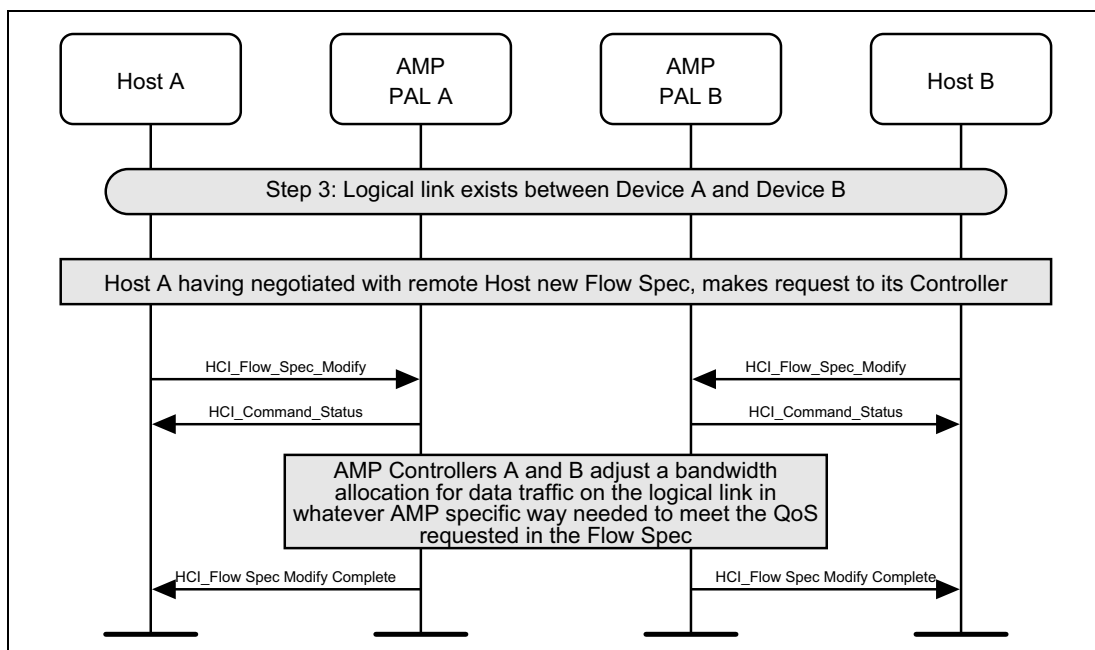 Host A
AMP
PAL A
AMP
PAL B
Host B
Step 3: Logical link exists between Device A and Device B
Host A having negotiated with remote Host new Flow Spec, makes request to its Controller
HCI_Flow_Spec_Modify
HCI_Flow_Spec_Modify
HCI_Command_Status
HCI_Command_Status
AMP Controllers A and B adjust a bandwidth
allocation for data traffic on the logical link in
whatever AMP specific way needed to meet the QoS
requested in the Flow Spec
HCI_Flow Spec Modify Complete
HCI_Flow Spec Modify Complete